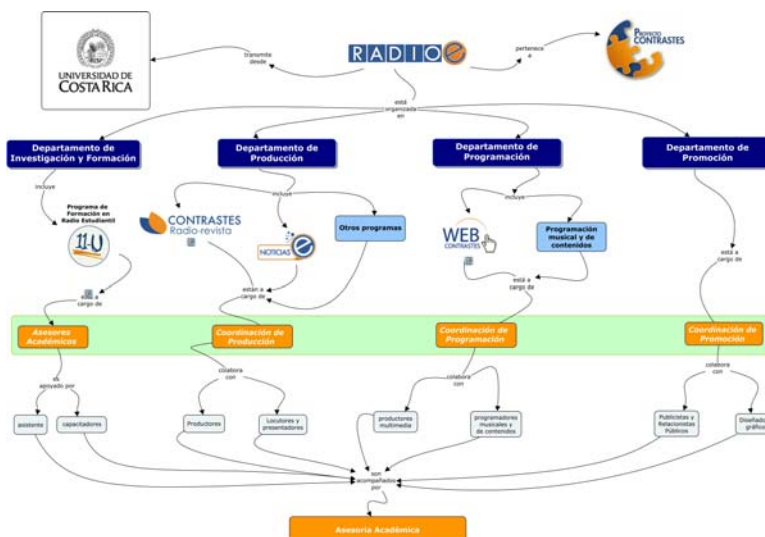 UNIVERSIDAD DE
COSTA RICA
transmite
desde
RADIO e
pertenece
a
PROYECTO
CONTRASTES
está
organizada
en
Departamento de
Investigación y Formación
Departamento de
Producción
Departamento de
Programación
Departamento de
Promoción
incluye
Programa de
Formación en
Radio Estudiantil
11-U
incluye
CONTRASTES
Radio-revista
NOTICIAS e
Otros programas
incluye
WEB
CONTRASTES
Programación
musical y de
contenidos
está a
cargo de
están a
cargo de
está a
cargo de
está a
cargo de
Asesores
Académicos
Coordinación de
Producción
Coordinación de
Programación
Coordinación de
Promoción
es
apoyado por
colabora
con
colabora
con
colabora
con
asistente
capacitadores
Productores
Locutores y
presentadores
productores
multimedia
programadores
musicales y
de contenidos
Publicistas y
Relacionistas
Públicos
Diseñado
gráfico
son
acompañados
por
Asesoría Académica